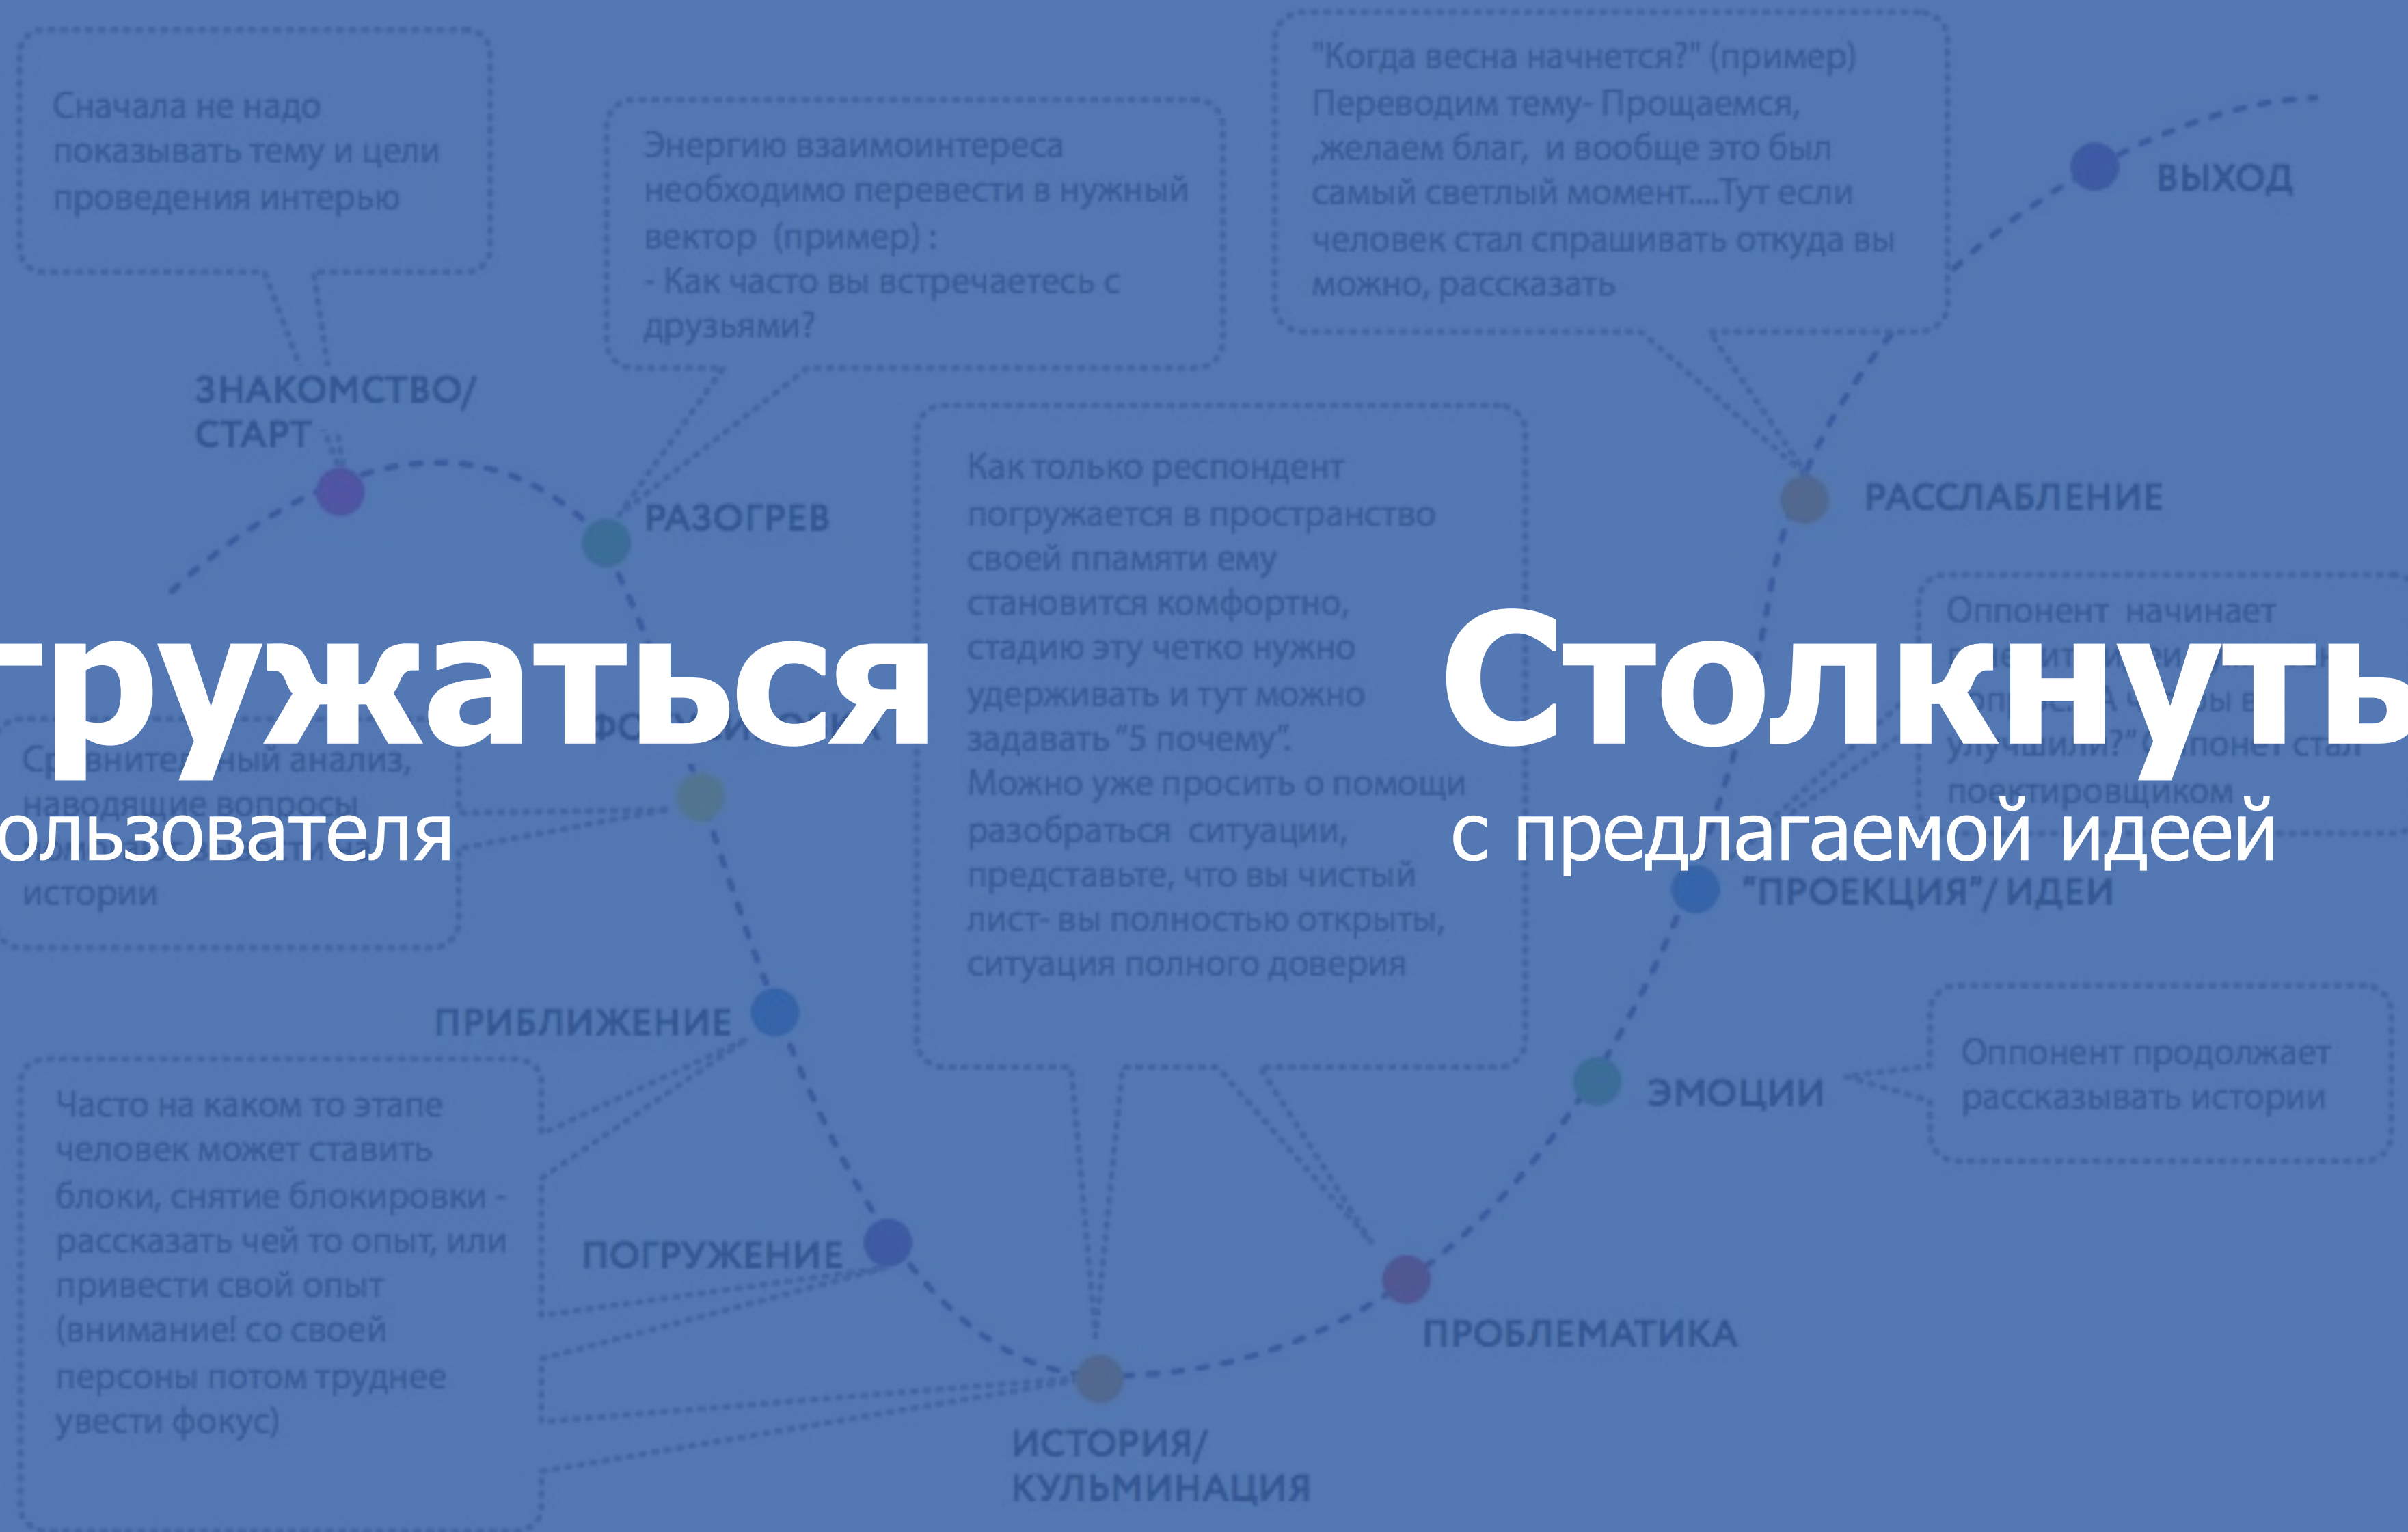 Сначала не надо
показывать тему и цели
проведения интерью
Энергию взаимоинтереса
необходимо перевести в нужный
вектор (пример) :
- Как часто вы встречаетесь с
друзьями?
"Когда весна начнется?" (пример)
Переводим тему- Прощаемся,
,желаем благ, и вообще это был
самый светлый момент....Тут если
человек стал спрашивать откуда вы
можно, рассказать
ВЫХОД
ЗНАКОМСТВО/
СТАРТ
РАЗОГРЕВ
РАССЛАБЛЕНИЕ
Как только респондент
погружается в пространство
своей ппамяти ему
становится комфортно,
стадию эту четко нужно
удерживать и тут можно
задавать "5 почему".
Можно уже просить о помощи
разобраться ситуации,
представьте, что вы чистый
лист- вы полностью открыты,
ситуация полного доверия
гружаться
ользователя
Столкнуть
с предлагаемой идеей
Оппонент начинает
улучшили?" стал
поектировщиком
"ПРОЕКЦИЯ"/ ИДЕИ
Сравнительный анализ,
наводящие вопросы
истории
ПРИБЛИЖЕНИЕ
Часто на каком то этапе
человек может ставить
блоки, снятие блокировки -
рассказать чей то опыт, или
привести свой опыт
(внимание! со своей
персоны потом труднее
увести фокус)
ПОГРУЖЕНИЕ
ИСТОРИЯ/
КУЛЬМИНАЦИЯ
ПРОБЛЕМАТИКА
ЭМОЦИИ
Оппонент продолжает
рассказывать истории